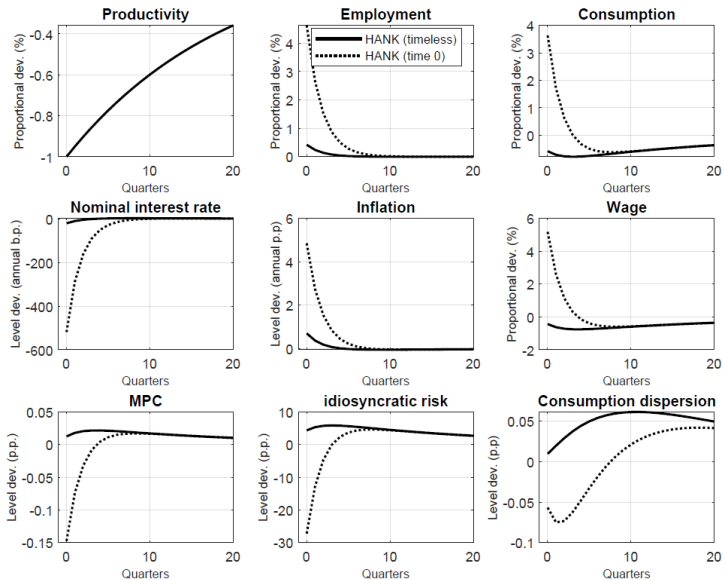 Productivity
Proportional dev. (%)
-0.4
-0.6
-0.8
-1
0
10
20
Quarters
Employment
Proportional dev. (%)
4
3
2
1
0
HANK (timeless)
HANK (time 0)
0
10
20
Quarters
Consumption
Proportional dev. (%)
4
2
0
0
10
20
Quarters
Nominal interest rate
Level dev. (annual b.p.)
0
-200
-400
-600
0
10
20
Quarters
Inflation
Level dev. (annual p.p)
6
4
2
0
0
10
20
Quarters
Wage
Proportional dev. (%)
6
4
2
0
-2
0
10
20
Quarters
MPC
Level dev. (p.p.)
0.05
0
-0.05
-0.1
-0.15
0
10
20
Quarters
idiosyncratic risk
Level dev. (p.p.)
10
0
-10
-20
-30
0
10
20
Quarters
Consumption dispersion
Level dev. (p.p)
0.05
0
-0.05
-0.1
0
10
20
Quarters